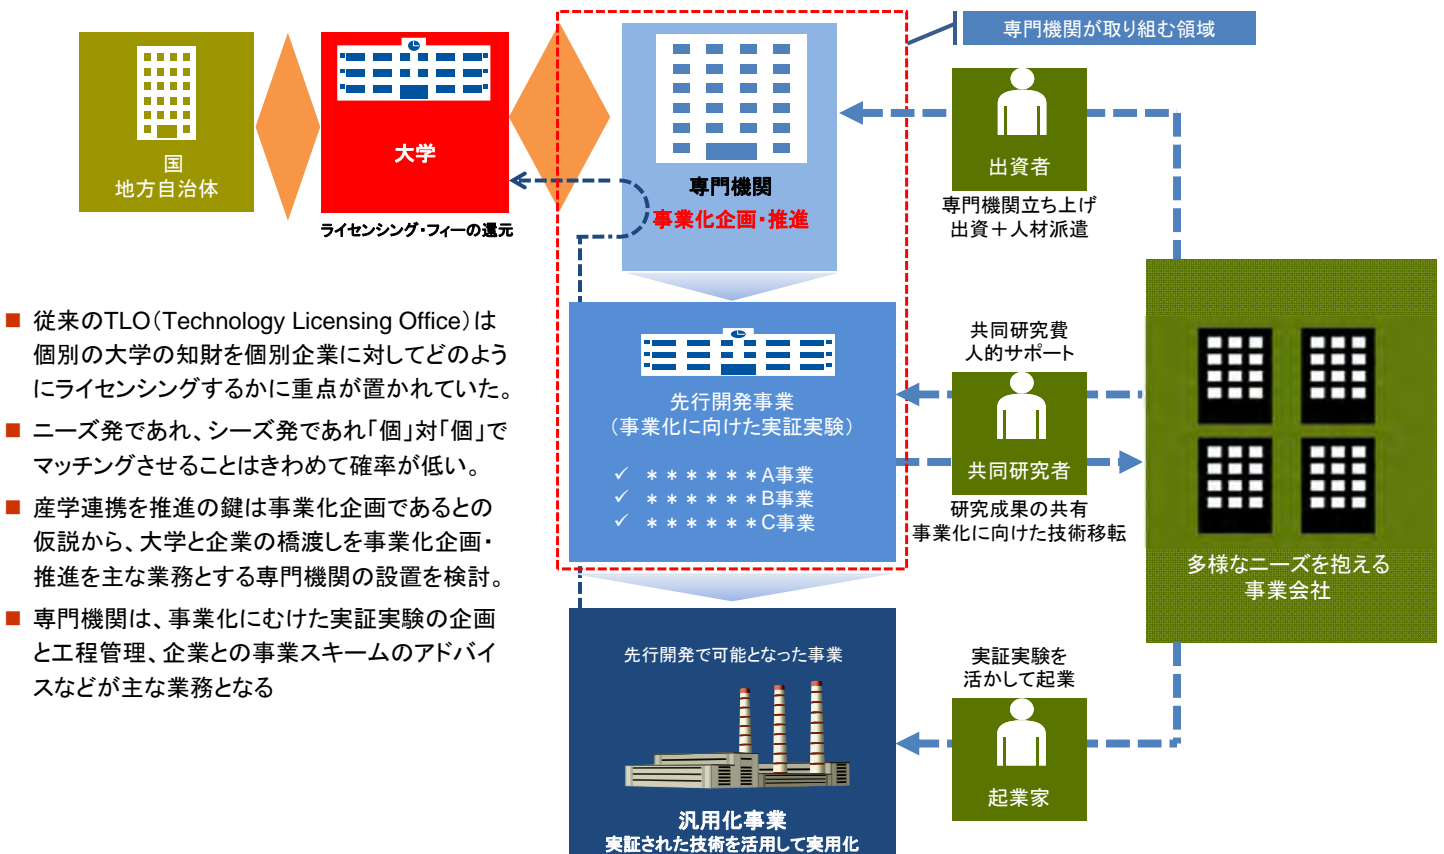 専門機関が取り組む領域
国
地方自治体
大学
ライセンシング・フィーの還元
専門機関
事業化企画・推進
出資者
専門機関立ち上げ
出資＋人材派遣
■ 従来のTLO（Technology Licensing Office）は
個別の大学の知財を個別企業に対してどのよう
にライセンシングするかに重点が置かれていた。
■ ニーズ発であれ、シーズ発であれ「個」対「個」で
マッチングさせることはきわめて確率が低い。
■ 産学連携を推進の鍵は事業化企画であるとの
仮説から、大学と企業の橋渡しを事業化企画・
推進を主な業務とする専門機関の設置を検討。
■ 専門機関は、事業化にむけた実証実験の企画
と工程管理、企業との事業スキームのアドバイ
スなどが主な業務となる
先行開発事業
（事業化に向けた実証実験）
✓ ＊＊＊＊＊＊A事業
✓ ＊＊＊＊＊＊B事業
✓ ＊＊＊＊＊＊C事業
共同研究費
人的サポート
共同研究者
研究成果の共有
事業化に向けた技術移転
多様なニーズを抱える
事業会社
先行開発で可能となった事業
汎用化事業
実証された技術を活用して実用化
実証実験を
活かして起業
起業家